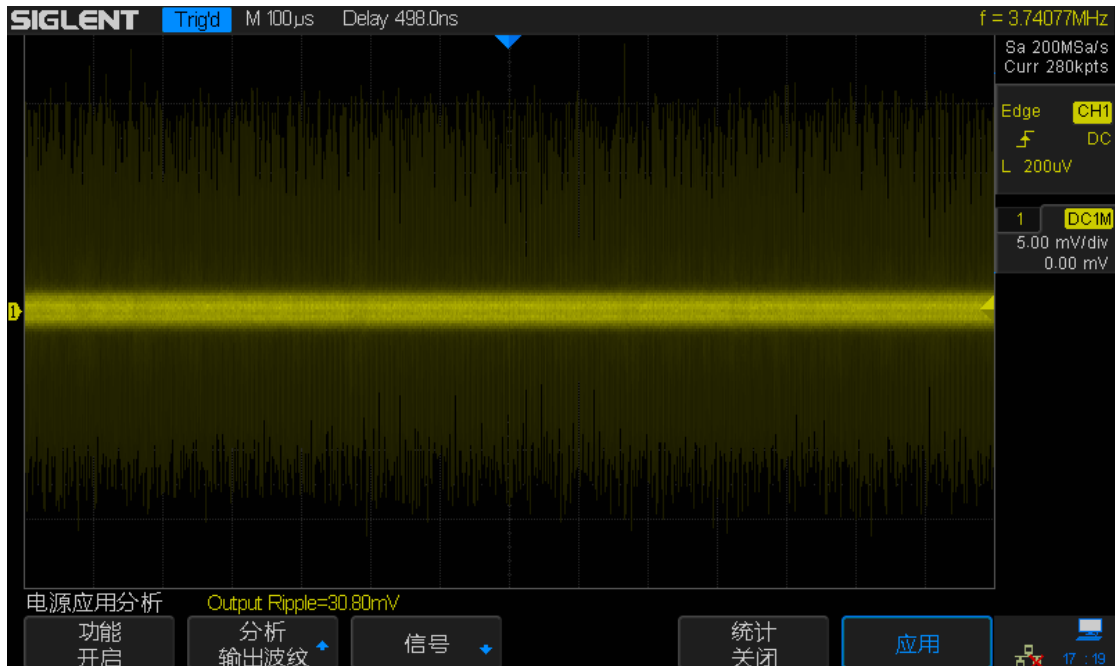 SIGLENT Trig'd M 100µs Delay 498.0ns f = 3.74077MHz
Sa 200MSa/s
Curr 280kpts
Edge CH1
DC
L 200uV
1 DC1M
5.00 mV/div
0.00 mV
1
电源应用分析 Output Ripple=30.80mV
功能
开启
分析
输出波纹
信号
统计
关闭
应用
17 : 19